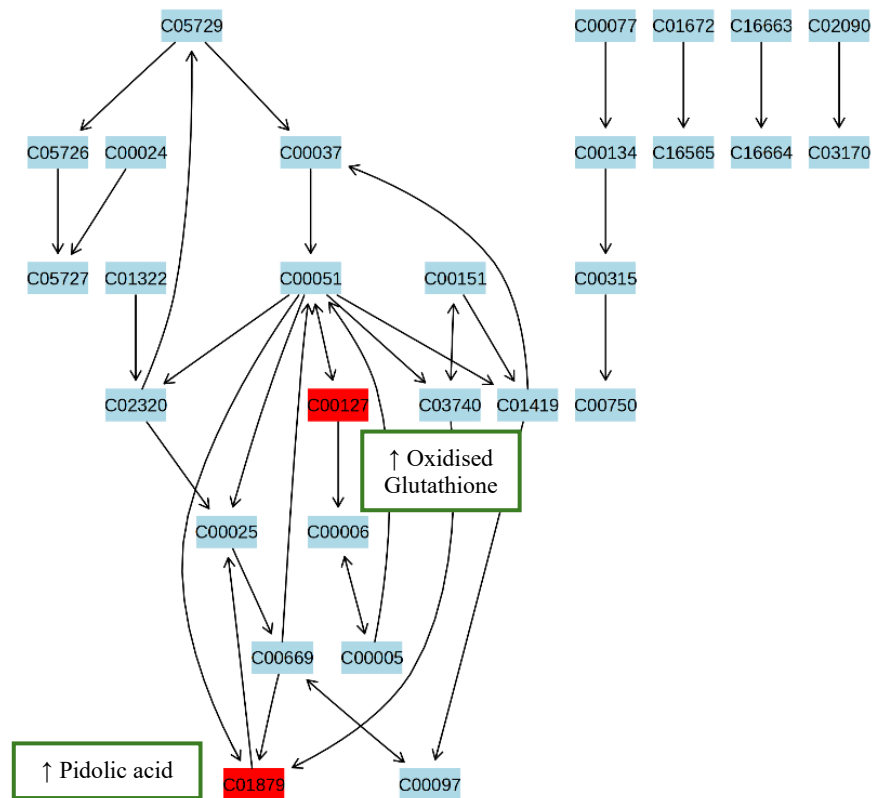 C05729
C00077
C01672
C16663
C02090
C05726
C00024
C00037
C00134
C16565
C16664
C03170
C05727
C01322
C00051
C00151
C00315
C02320
C00127
C03740
C01419
C00750
↑ Oxidised
Glutathione
C00025
C00006
C00669
C00005
↑ Pidolic acid
C01879
C00097